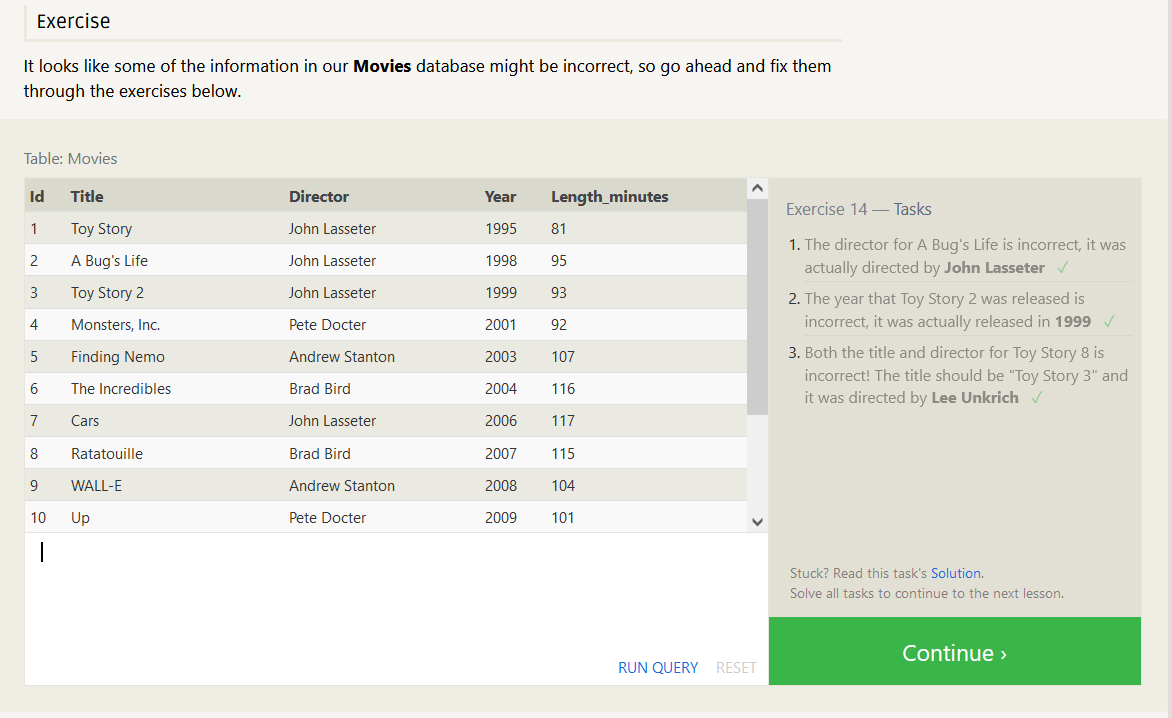 Exercise
It looks like some of the information in our Movies database might be incorrect, so go ahead and fix them
through the exercises below.
Table: Movies
Id Title Director Year Length_minutes
1 Toy Story John Lasseter 1995 81
2 A Bug's Life John Lasseter 1998 95
3 Toy Story 2 John Lasseter 1999 93
4 Monsters, Inc. Pete Docter 2001 92
5 Finding Nemo Andrew Stanton 2003 107
6 The Incredibles Brad Bird 2004 116
7 Cars John Lasseter 2006 117
8 Ratatouille Brad Bird 2007 115
9 WALL-E Andrew Stanton 2008 104
10 Up Pete Docter 2009 101
RUN QUERY RESET
Exercise 14 — Tasks
1. The director for A Bug's Life is incorrect, it was
actually directed by John Lasseter ✓
2. The year that Toy Story 2 was released is
incorrect, it was actually released in 1999 ✓
3. Both the title and director for Toy Story 8 is
incorrect! The title should be "Toy Story 3" and
it was directed by Lee Unkrich ✓
Stuck? Read this task's Solution.
Solve all tasks to continue to the next lesson.
Continue ›